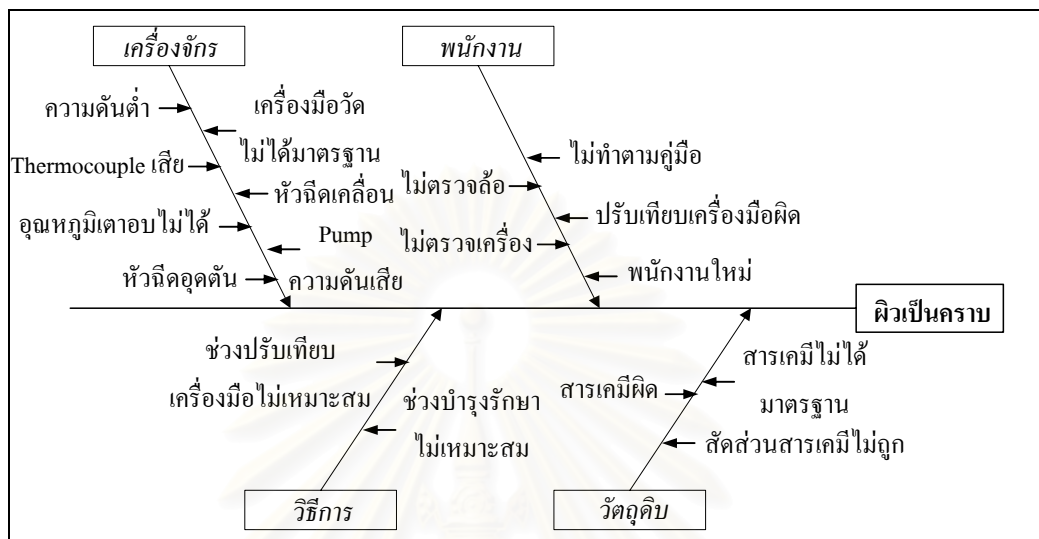 เครื่องจักร
พนักงาน
ความดันต่ำ
เครื่องมือวัด
ไม่ได้มาตรฐาน
Thermocouple เสีย
หัวฉีดเคลื่อน
อุณหภูมิเตาอบไม่ได้
Pump
ความดันเสีย
หัวฉีดอุดตัน
ไม่ทำตามคู่มือ
ไม่ตรวจล้อ
ปรับเทียบเครื่องมือผิด
ไม่ตรวจเครื่อง
พนักงานใหม่
ผิวเป็นคราบ
ช่วงปรับเทียบ
เครื่องมือไม่เหมาะสม
ช่วงบำรุงรักษา
ไม่เหมาะสม
สารเคมีไม่ได้
มาตรฐาน
สารเคมีผิด
สัดส่วนสารเคมีไม่ถูก
วิธีการ
วัตถุดิบ